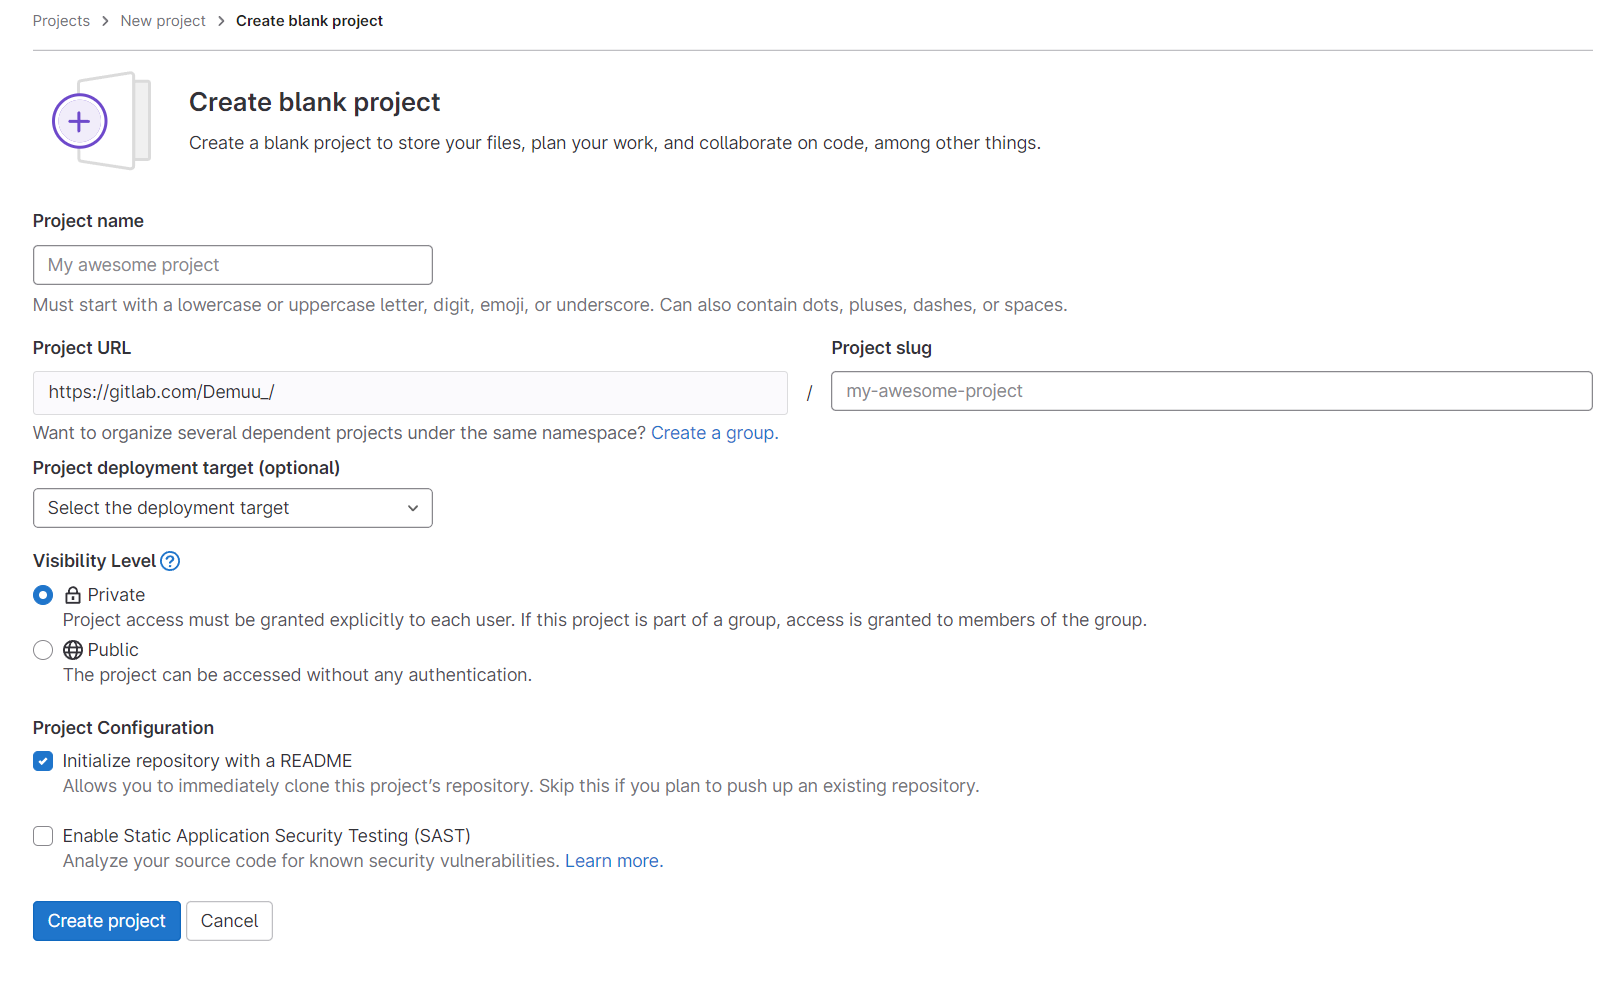 Projects > New project > Create blank project
Create blank project
Create a blank project to store your files, plan your work, and collaborate on code, among other things.
Project name
My awesome project
Must start with a lowercase or uppercase letter, digit, emoji, or underscore. Can also contain dots, pluses, dashes, or spaces.
Project URL
Project slug
https://gitlab.com/Demuu_/
/
my-awesome-project
Want to organize several dependent projects under the same namespace? Create a group.
Project deployment target (optional)
Select the deployment target
Visibility Level ?
Private
Project access must be granted explicitly to each user. If this project is part of a group, access is granted to members of the group.
Public
The project can be accessed without any authentication.
Project Configuration
Initialize repository with a README
Allows you to immediately clone this project’s repository. Skip this if you plan to push up an existing repository.
Enable Static Application Security Testing (SAST)
Analyze your source code for known security vulnerabilities. Learn more.
Create project
Cancel